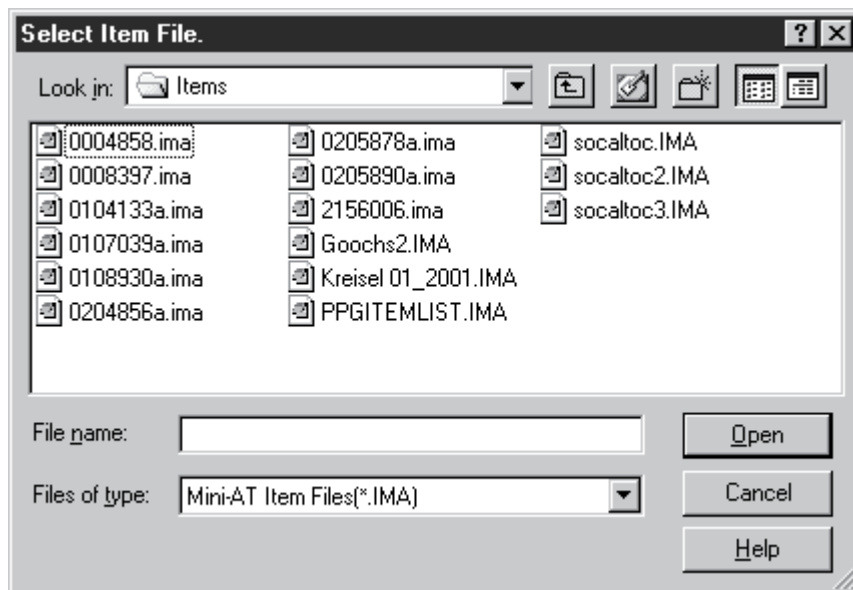 Select Item File.
Look in: Items
0004858.ima 0205878a.ima socaltoc.IMA
0008397.ima 0205890a.ima socaltoc2.IMA
0104133a.ima 2156006.ima socaltoc3.IMA
0107039a.ima Goochs2.IMA
0108930a.ima Kreisel 01_2001.IMA
0204856a.ima PPGITEMLIST.IMA
File name: Open
Files of type: Mini-AT Item Files(*.IMA) Cancel
Help